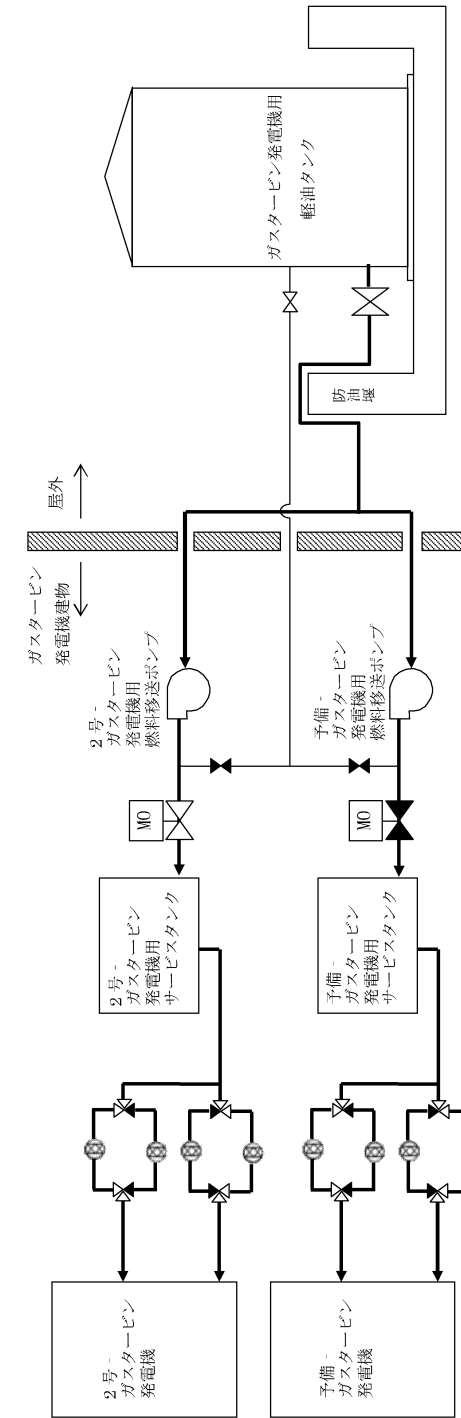 ガスタービン発電機用
軽油タンク
防油堰
屋外
ガスタービン
発電機建物
2号-
ガスタービン
発電機用
燃料移送ポンプ
予備-
ガスタービン
発電機用
燃料移送ポンプ
MO
MO
2号-
ガスタービン
発電機用
サービスタンク
予備-
ガスタービン
発電機用
サービスタンク
2号-
ガスタービン
発電機
予備-
ガスタービン
発電機